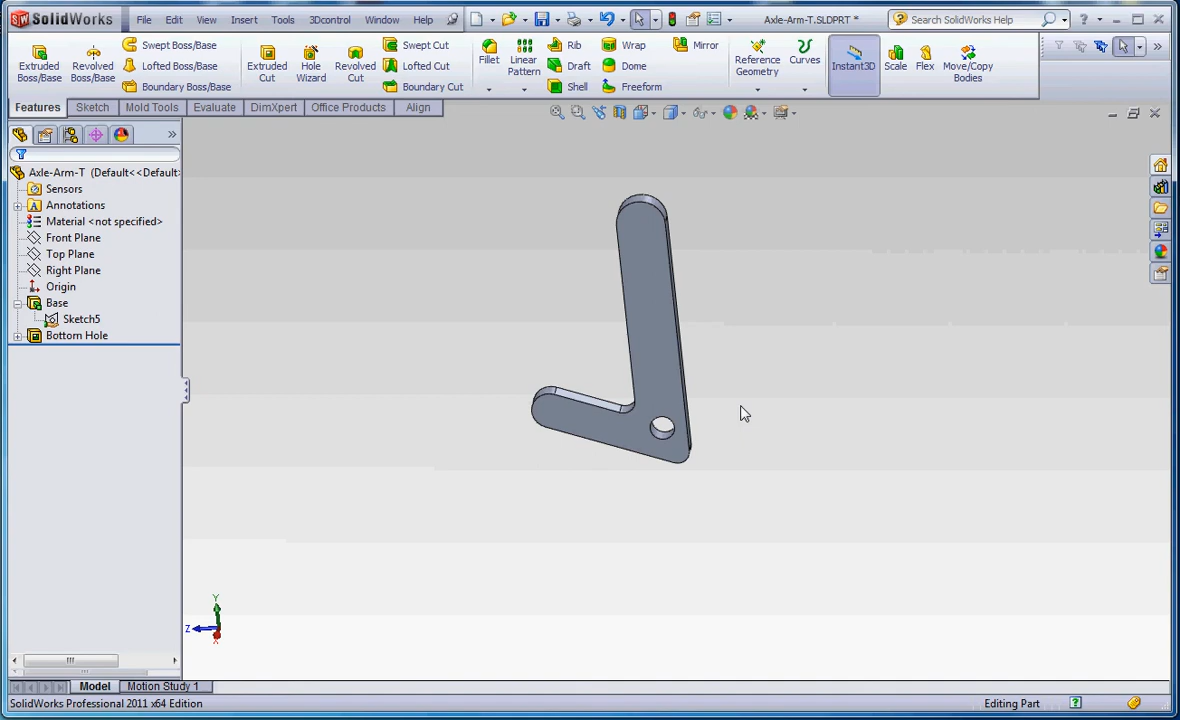 SW SolidWorks File Edit View Insert Tools 3Dcontrol Window Help Axle-Arm-T.SLDPRT * Search SolidWorks Help
Extruded Boss/Base
Revolved Boss/Base
Swept Boss/Base
Lofted Boss/Base
Boundary Boss/Base
Extruded Cut
Hole Wizard
Revolved Cut
Swept Cut
Lofted Cut
Boundary Cut
Fillet
Linear Pattern
Rib
Draft
Shell
Wrap
Dome
Freeform
Mirror
Reference Geometry
Curves
Instant3D
Scale
Flex
Move/Copy Bodies
Features Sketch Mold Tools Evaluate DimXpert Office Products Align
Axle-Arm-T (Default<<Default>
Sensors
Annotations
Material <not specified>
Front Plane
Top Plane
Right Plane
Origin
Base
Sketch5
Bottom Hole
Y
Z
X
Model Motion Study 1
SolidWorks Professional 2011 x64 Edition Editing Part